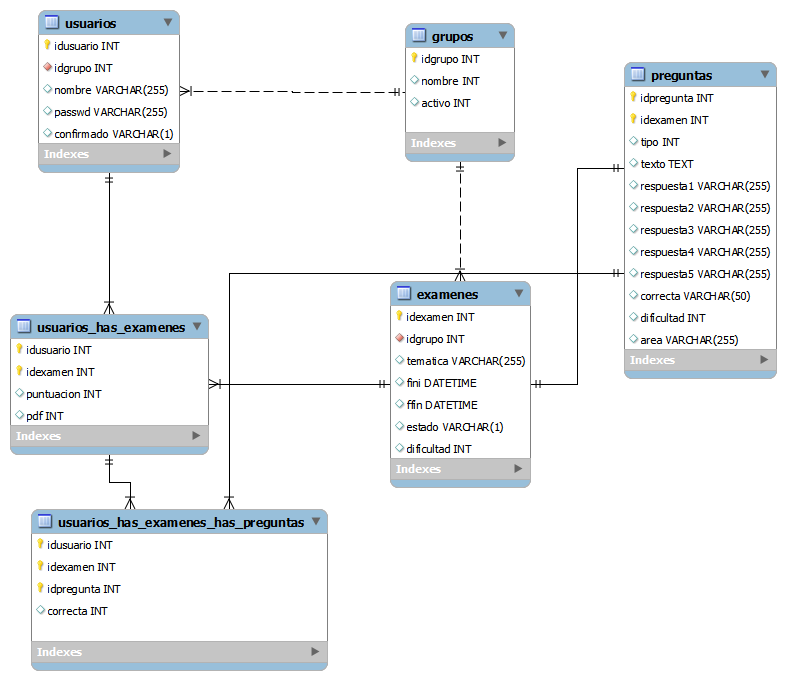 usuarios
idusuario INT
idgrupo INT
nombre VARCHAR(255)
passwd VARCHAR(255)
confirmado VARCHAR(1)
Indexes
grupos
idgrupo INT
nombre INT
activo INT
Indexes
preguntas
idpregunta INT
idexamen INT
tipo INT
texto TEXT
respuesta1 VARCHAR(255)
respuesta2 VARCHAR(255)
respuesta3 VARCHAR(255)
respuesta4 VARCHAR(255)
respuesta5 VARCHAR(255)
correcta VARCHAR(50)
dificultad INT
area VARCHAR(255)
Indexes
examenes
idexamen INT
idgrupo INT
tematica VARCHAR(255)
fini DATETIME
ffin DATETIME
estado VARCHAR(1)
dificultad INT
Indexes
usuarios_has_examenes
idusuario INT
idexamen INT
puntuacion INT
pdf INT
Indexes
usuarios_has_examenes_has_preguntas
idusuario INT
idexamen INT
idpregunta INT
correcta INT
Indexes